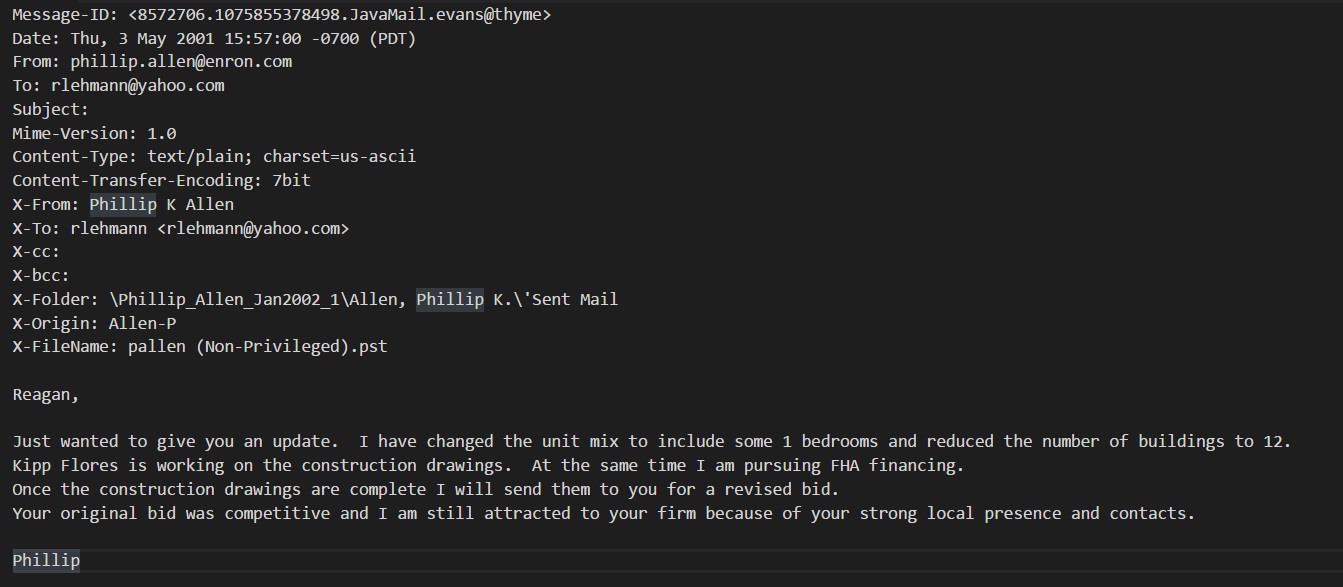 Message-ID: <8572706.1075855378498.JavaMail.evans@thyme>
Date: Thu, 3 May 2001 15:57:00 -0700 (PDT)
From: phillip.allen@enron.com
To: rlehmann@yahoo.com
Subject:
Mime-Version: 1.0
Content-Type: text/plain; charset=us-ascii
Content-Transfer-Encoding: 7bit
X-From: Phillip K Allen
X-To: rlehmann <rlehmann@yahoo.com>
X-cc:
X-bcc:
X-Folder: \Phillip_Allen_Jan2002_1\Allen, Phillip K.\'Sent Mail
X-Origin: Allen-P
X-FileName: pallen (Non-Privileged).pst
Reagan,
Just wanted to give you an update.  I have changed the unit mix to include some 1 bedrooms and reduced the number of buildings to 12.
Kipp Flores is working on the construction drawings.  At the same time I am pursuing FHA financing.
Once the construction drawings are complete I will send them to you for a revised bid.
Your original bid was competitive and I am still attracted to your firm because of your strong local presence and contacts.
Phillip